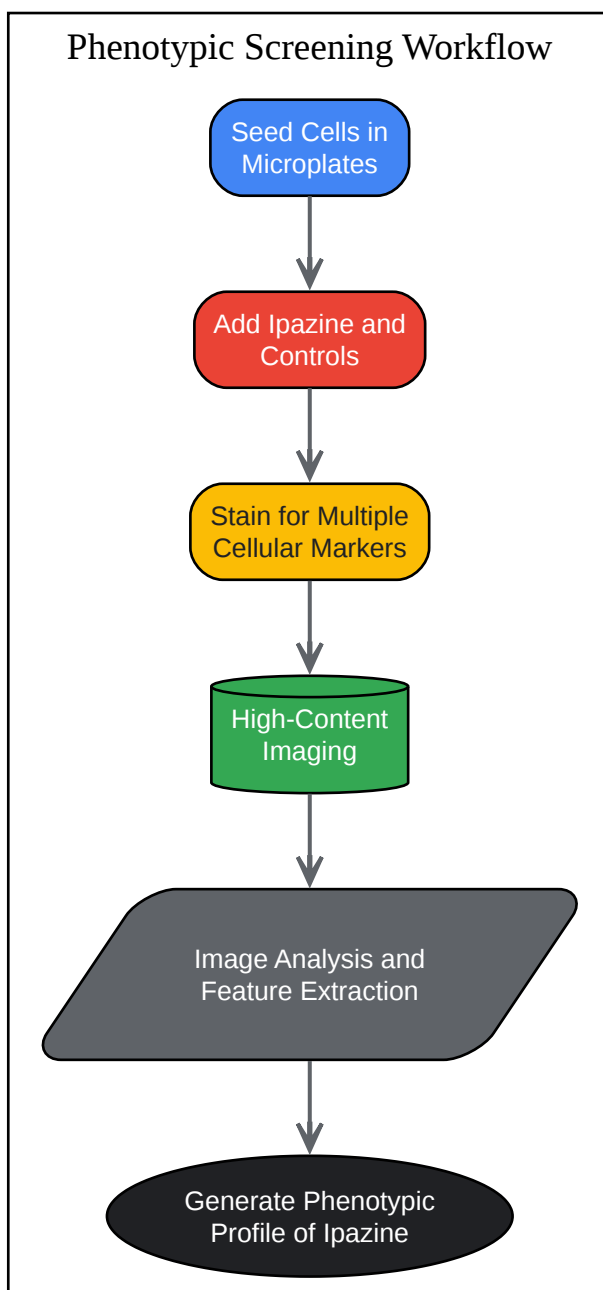 Phenotypic Screening Workflow
Seed Cells in
Microplates
Add Ipazine and
Controls
Stain for Multiple
Cellular Markers
High-Content
Imaging
Image Analysis and
Feature Extraction
Generate Phenotypic
Profile of Ipazine